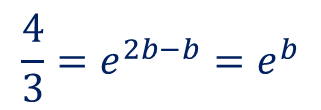 4/3 = e^{2b−b} = e^b